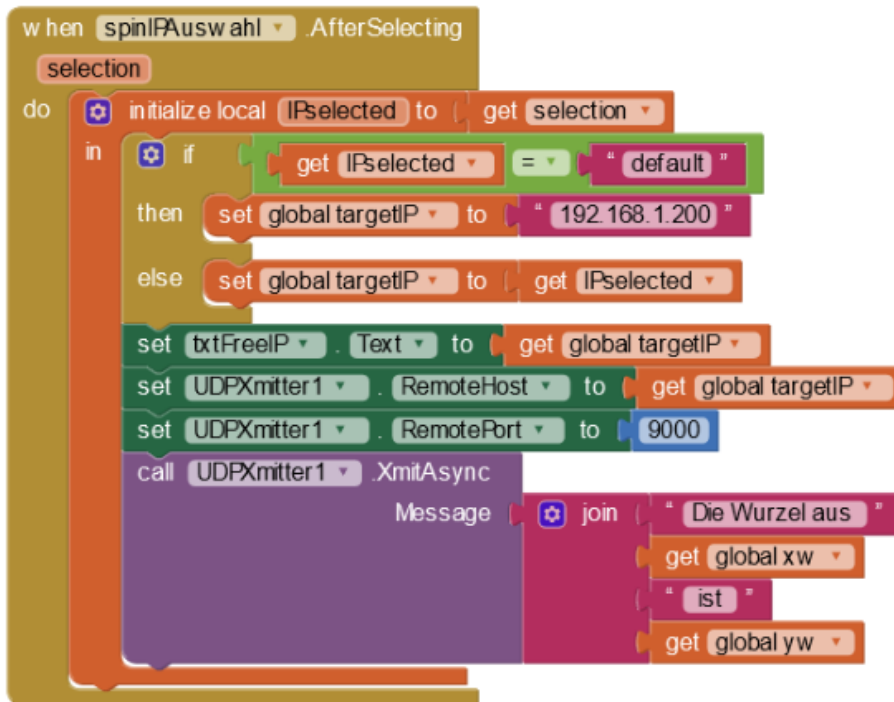 when spinIPAuswahl .AfterSelecting
selection
do initialize local IPselected to get selection
in if get IPselected = " default "
then set global targetIP to " 192.168.1.200 "
else set global targetIP to get IPselected
set txtFreeIP . Text to get global targetIP
set UDPXmitter1 . RemoteHost to get global targetIP
set UDPXmitter1 . RemotePort to 9000
call UDPXmitter1 .XmitAsync
Message join " Die Wurzel aus "
get global xw
" ist "
get global yw